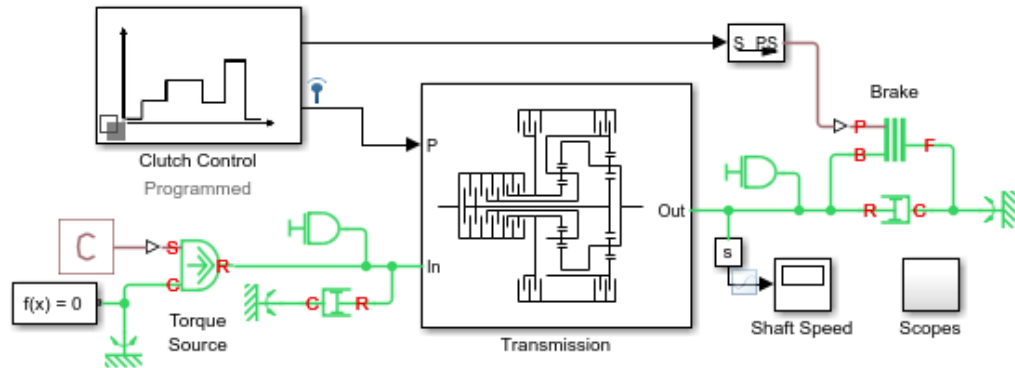 S PS
Brake
P
B
F
Clutch Control
Programmed
P
In
Out
Transmission
C
S
C
R
f(x) = 0
Torque
Source
C
R
R
C
s
Shaft Speed
Scopes